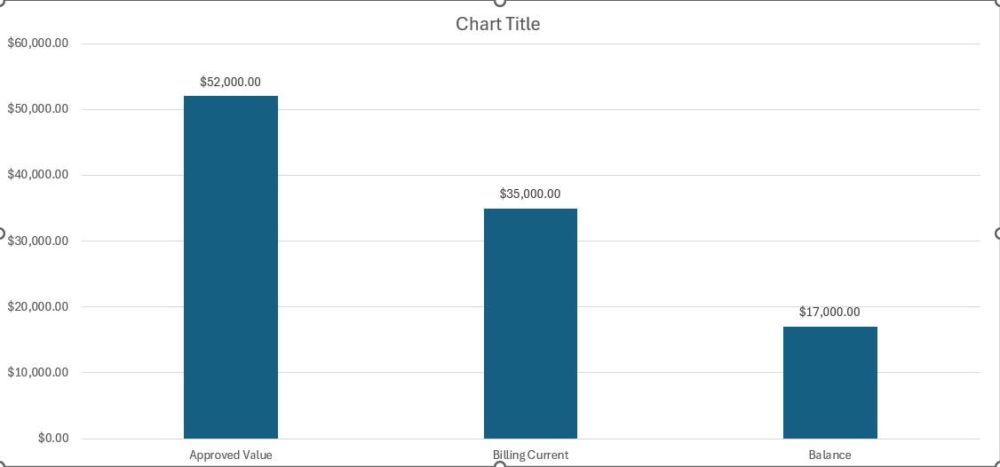 Chart Title
$60,000.00
$50,000.00
$40,000.00
$30,000.00
$20,000.00
$10,000.00
$0.00
$52,000.00
$35,000.00
$17,000.00
Approved Value
Billing Current
Balance